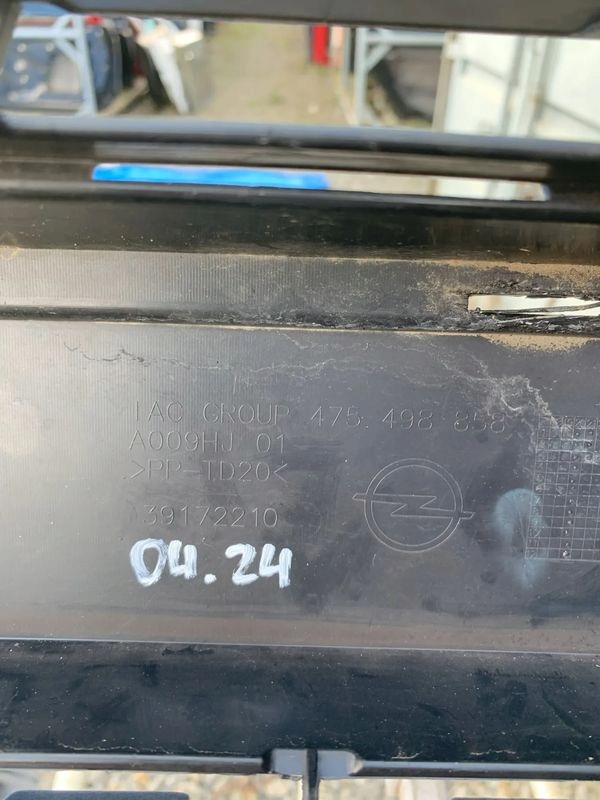 IAC GROUP 475 498 858
A009HJ 01
>PP-TD20<
39172210
04.24